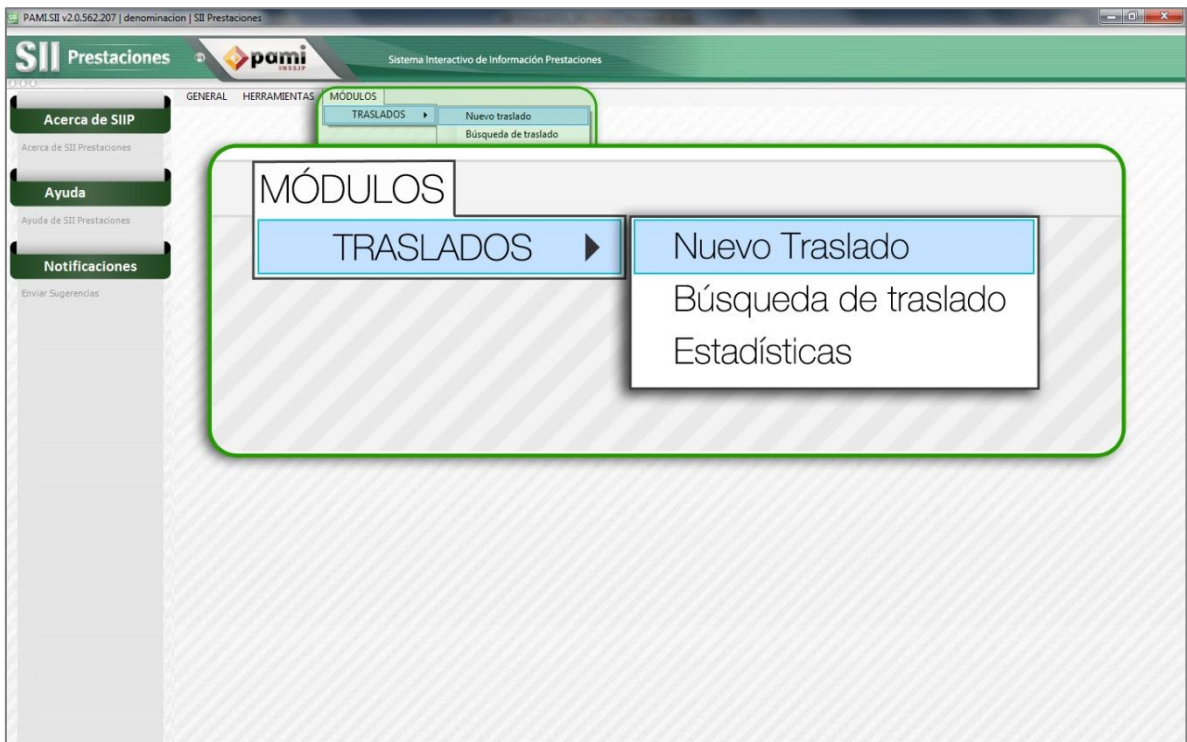 PAMI.SII v2.0.562.207 | denominacion | SII Prestaciones
SII Prestaciones
pami
INSSJP
Sistema Interactivo de Información Prestaciones
GENERAL HERRAMIENTAS MÓDULOS
TRASLADOS
Nuevo traslado
Búsqueda de traslado
Acerca de SIIP
Acerca de SII Prestaciones
Ayuda
Ayuda de SII Prestaciones
Notificaciones
Enviar Sugerencias
MÓDULOS
TRASLADOS
Nuevo Traslado
Búsqueda de traslado
Estadísticas